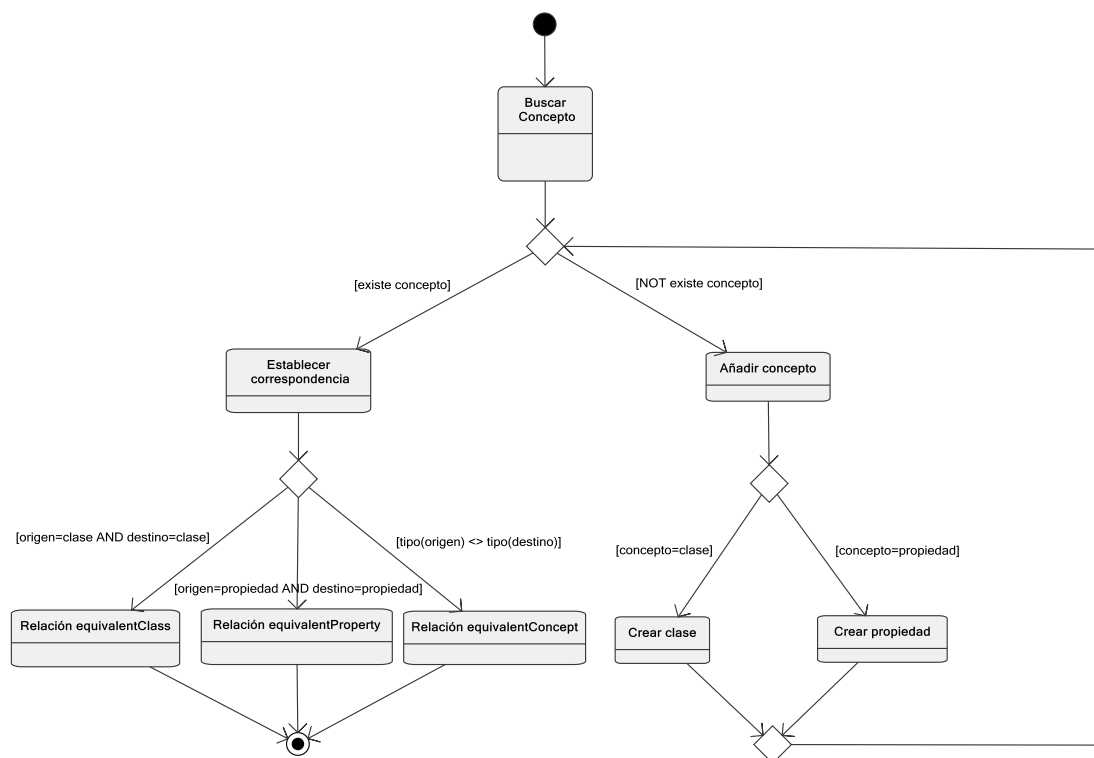 Buscar
Concepto
[existe concepto]
[NOT existe concepto]
Establecer
correspondencia
Añadir concepto
[origen=clase AND destino=clase]
[tipo(origen) <> tipo(destino)]
[concepto=clase]
[concepto=propiedad]
[origen=propiedad AND destino=propiedad]
Relación equivalentClass
Relación equivalentProperty
Relación equivalentConcept
Crear clase
Crear propiedad